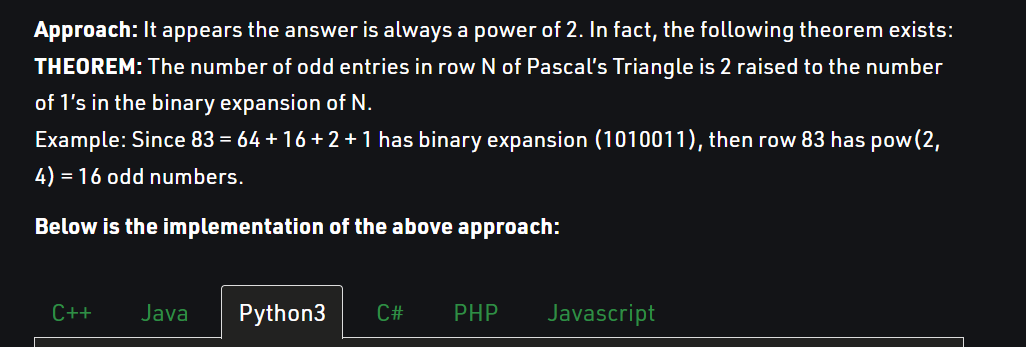 Approach: It appears the answer is always a power of 2. In fact, the following theorem exists:
THEOREM: The number of odd entries in row N of Pascal's Triangle is 2 raised to the number
of 1's in the binary expansion of N.
Example: Since 83 = 64 + 16 + 2 + 1 has binary expansion (1010011), then row 83 has pow(2,
4) = 16 odd numbers.
Below is the implementation of the above approach:
C++ Java Python3 C# PHP Javascript